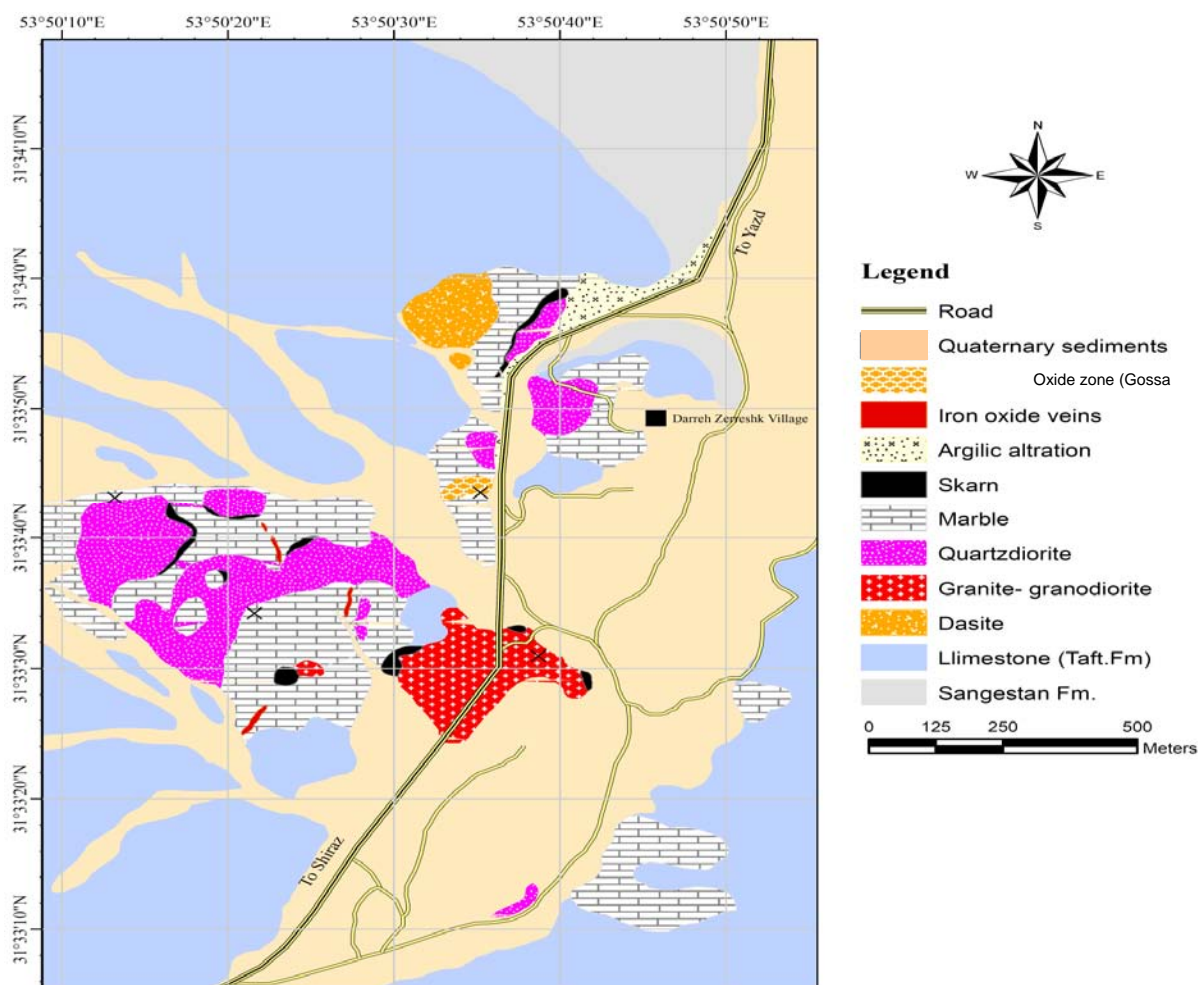 53°50'10"E 53°50'20"E 53°50'30"E 53°50'40"E 53°50'50"E
31°34'10"N
31°34'0"N
31°33'50"N
31°33'40"N
31°33'30"N
31°33'20"N
31°33'10"N
To Yazd
Darreh Zerreshk Village
To Shiraz
N
W E
S
Legend
Road
Quaternary sediments
Oxide zone (Gossa
Iron oxide veins
Argilic altration
Skarn
Marble
Quartzdiorite
Granite- granodiorite
Dasite
Llimestone (Taft.Fm)
Sangestan Fm.
0 125 250 500
Meters